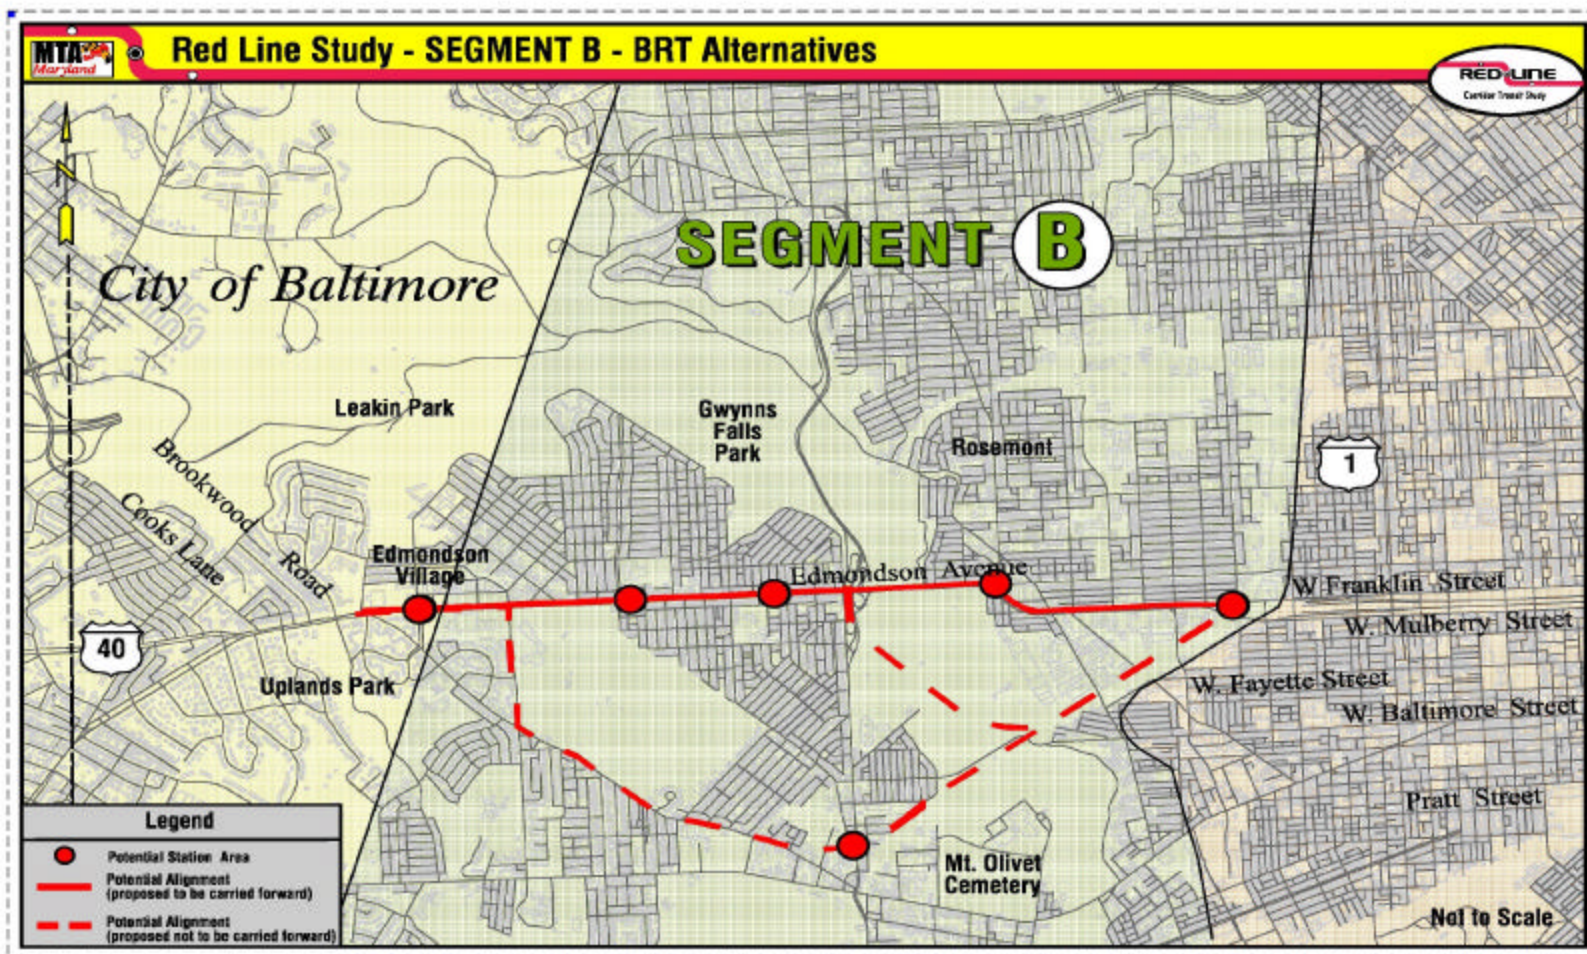 MTA
Maryland
Red Line Study - SEGMENT B - BRT Alternatives
RED LINE
Corridor Transit Study
N
SEGMENT B
City of Baltimore
Leakin Park
Gwynns
Falls
Park
Rosemont
1
Brookwood Road
Cooks Lane
Edmondson
Village
Edmondson Avenue
W Franklin Street
W. Mulberry Street
40
Uplands Park
W. Fayette Street
W. Baltimore Street
Pratt Street
Mt. Olivet
Cemetery
Not to Scale
Legend
Potential Station Area
Potential Alignment
(proposed to be carried forward)
Potential Alignment
(proposed not to be carried forward)